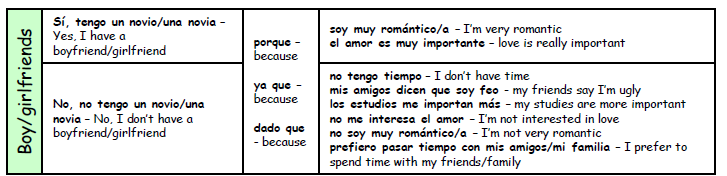 Boy/girlfriends
Sí, tengo un novio/una novia –
Yes, I have a
boyfriend/girlfriend
No, no tengo un novio/una
novia – No, I don't have a
boyfriend/girlfriend
porque –
because
ya que –
because
dado que
- because
soy muy romántico/a – I'm very romantic
el amor es muy importante – love is really important
no tengo tiempo – I don't have time
mis amigos dicen que soy feo – my friends say I'm ugly
los estudios me importan más – my studies are more important
no me interesa el amor – I'm not interested in love
no soy muy romántico/a – I'm not very romantic
prefiero pasar tiempo con mis amigos/mi familia – I prefer to
spend time with my friends/family